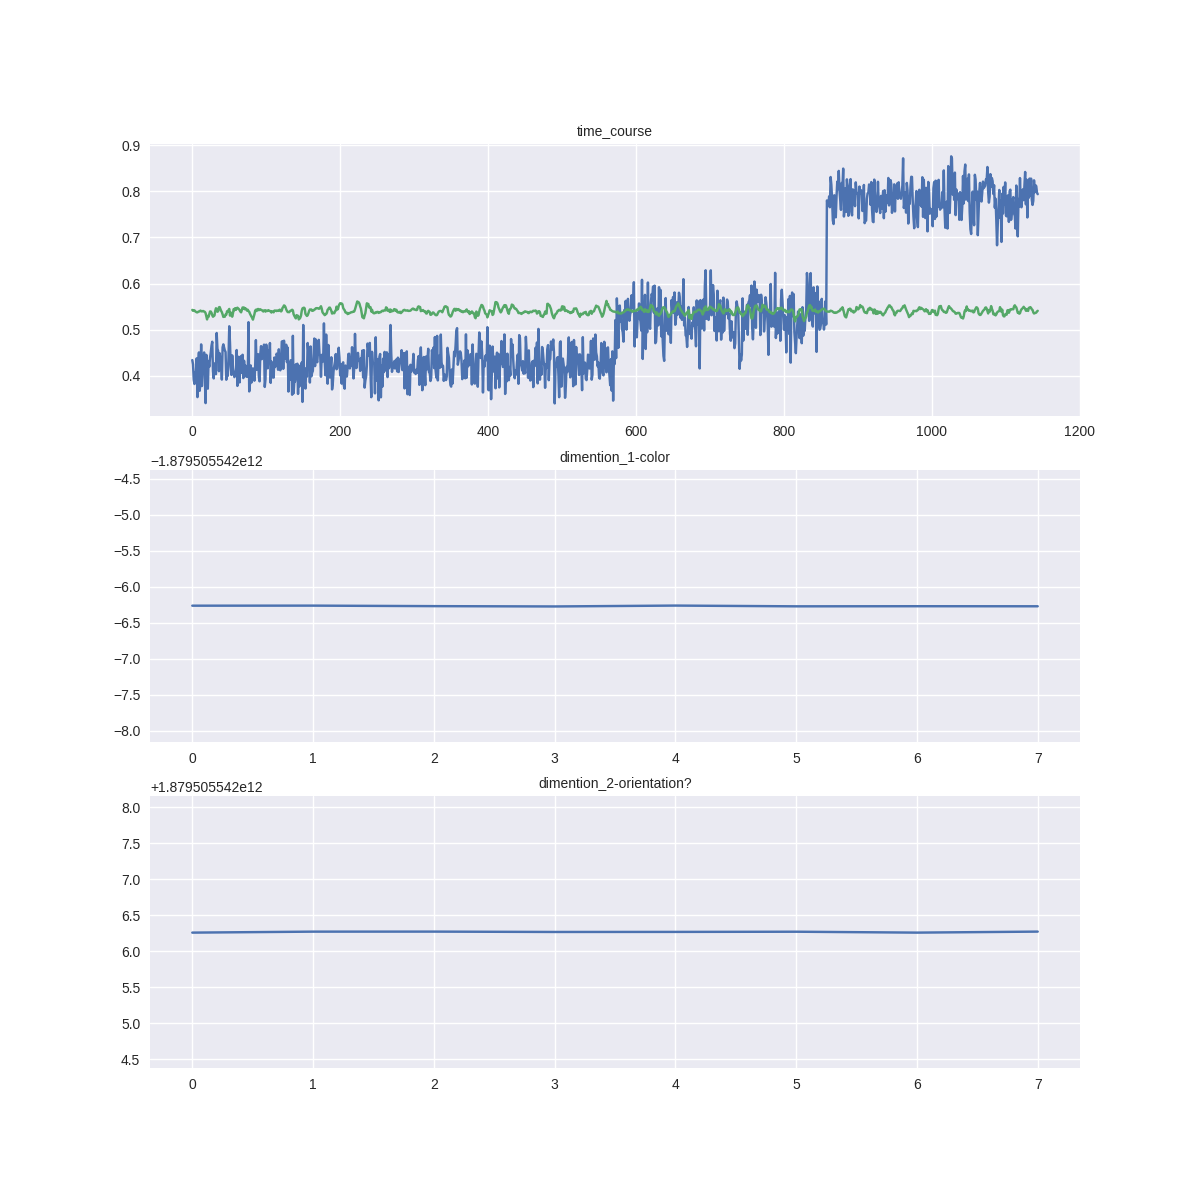 time_course
0.9
0.8
0.7
0.6
0.5
0.4
0 200 400 600 800 1000 1200
−1.879505542e12
dimention_1-color
−4.5
−5.0
−5.5
−6.0
−6.5
−7.0
−7.5
−8.0
0 1 2 3 4 5 6 7
+1.879505542e12
dimention_2-orientation?
8.0
7.5
7.0
6.5
6.0
5.5
5.0
4.5
0 1 2 3 4 5 6 7